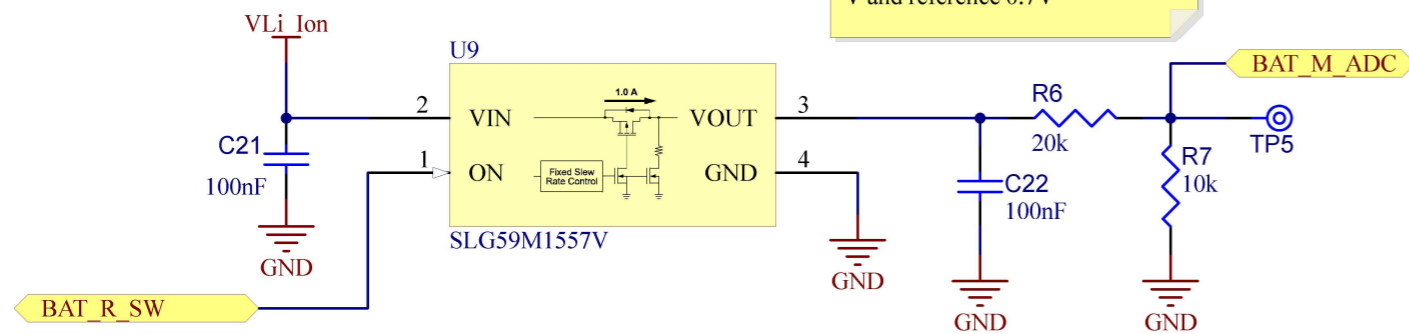 V and reference 0.7V
VLi_Ion
U9
BAT_M_ADC
1.0 A
2
VIN
VOUT
3
R6
20k
TP5
C21
100nF
1
ON
Fixed Slew
Rate Control
GND
4
C22
100nF
R7
10k
SLG59M1557V
GND
GND
BAT_R_SW
GND
GND